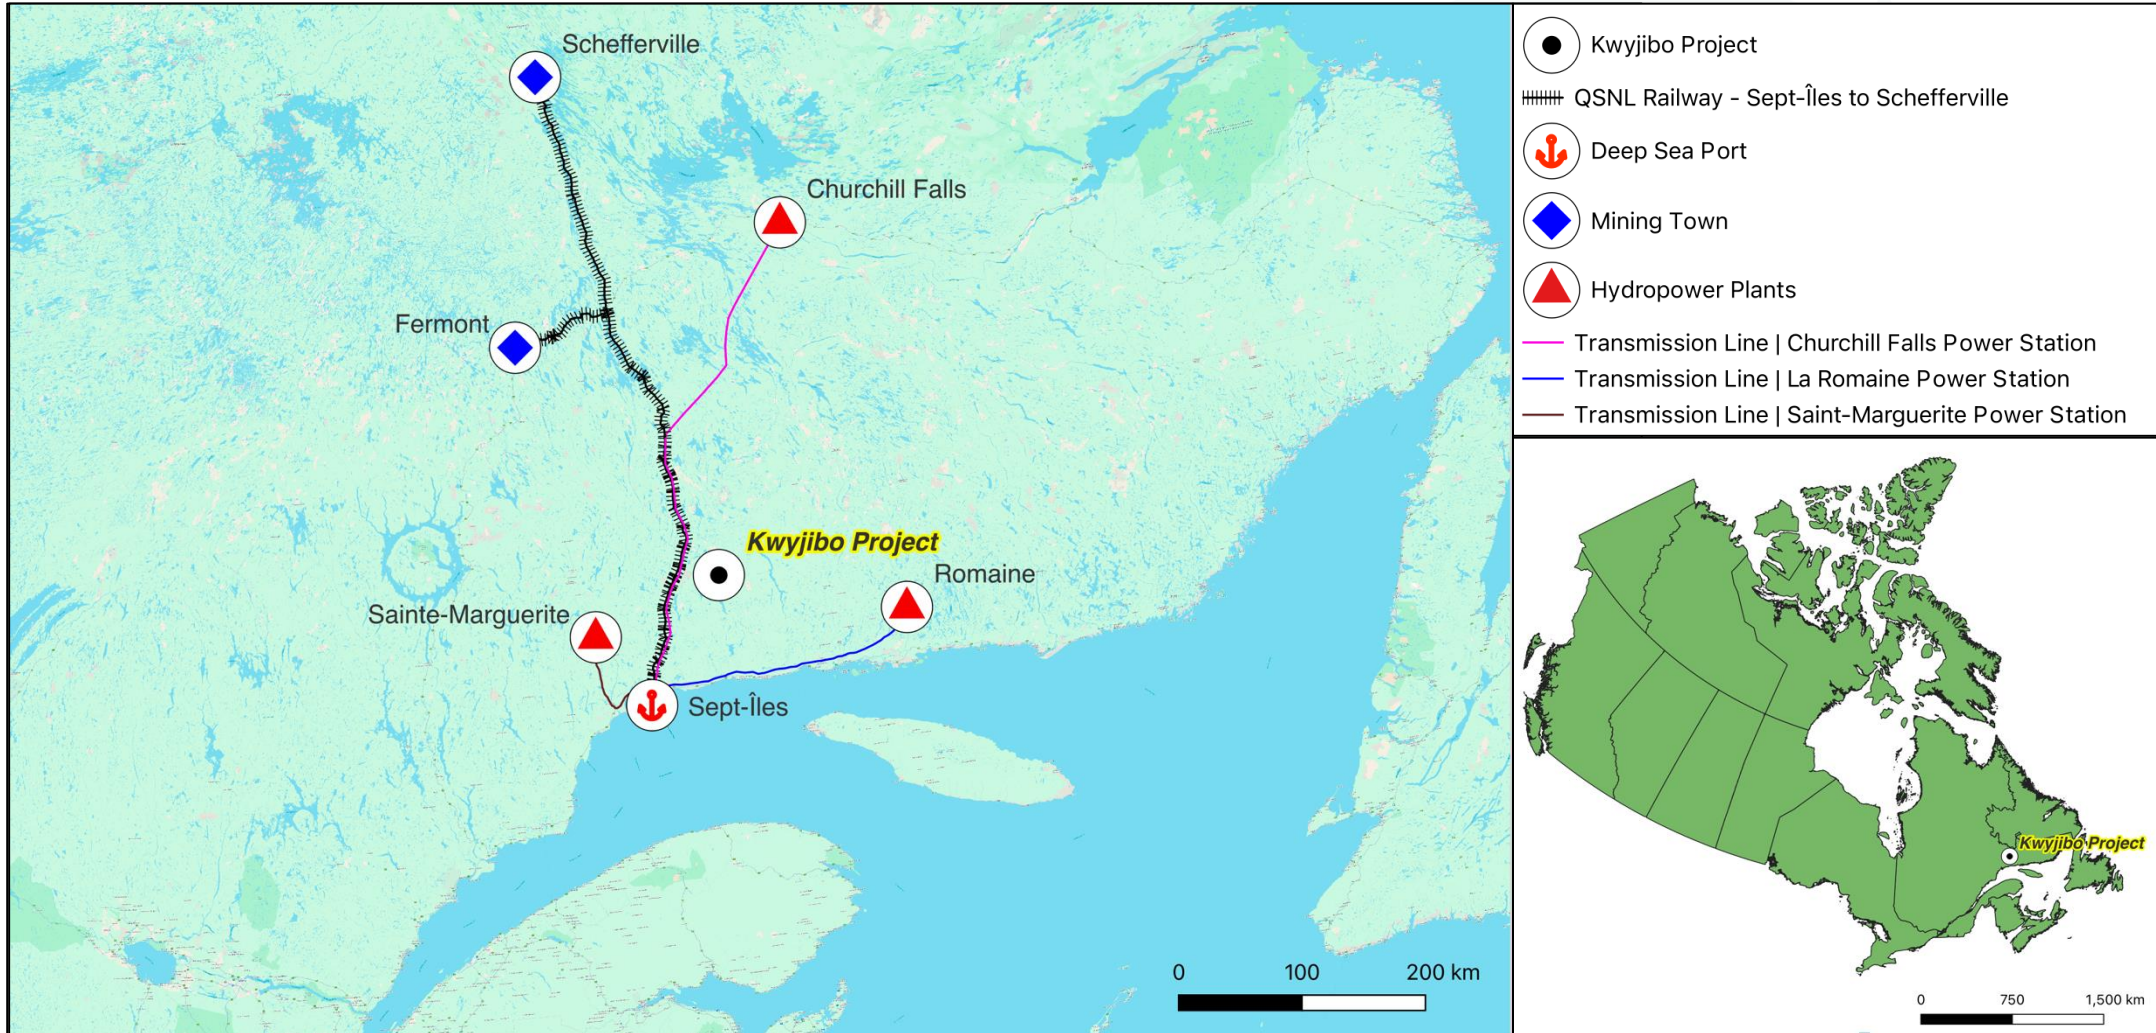 Schefferville
Churchill Falls
Fermont
Kwyjibo Project
Romaine
Sainte-Marguerite
Sept-Îles
0 100 200 km
Kwyjibo Project
QSNL Railway - Sept-Îles to Schefferville
Deep Sea Port
Mining Town
Hydropower Plants
Transmission Line | Churchill Falls Power Station
Transmission Line | La Romaine Power Station
Transmission Line | Saint-Marguerite Power Station
Kwyjibo Project
0 750 1,500 km